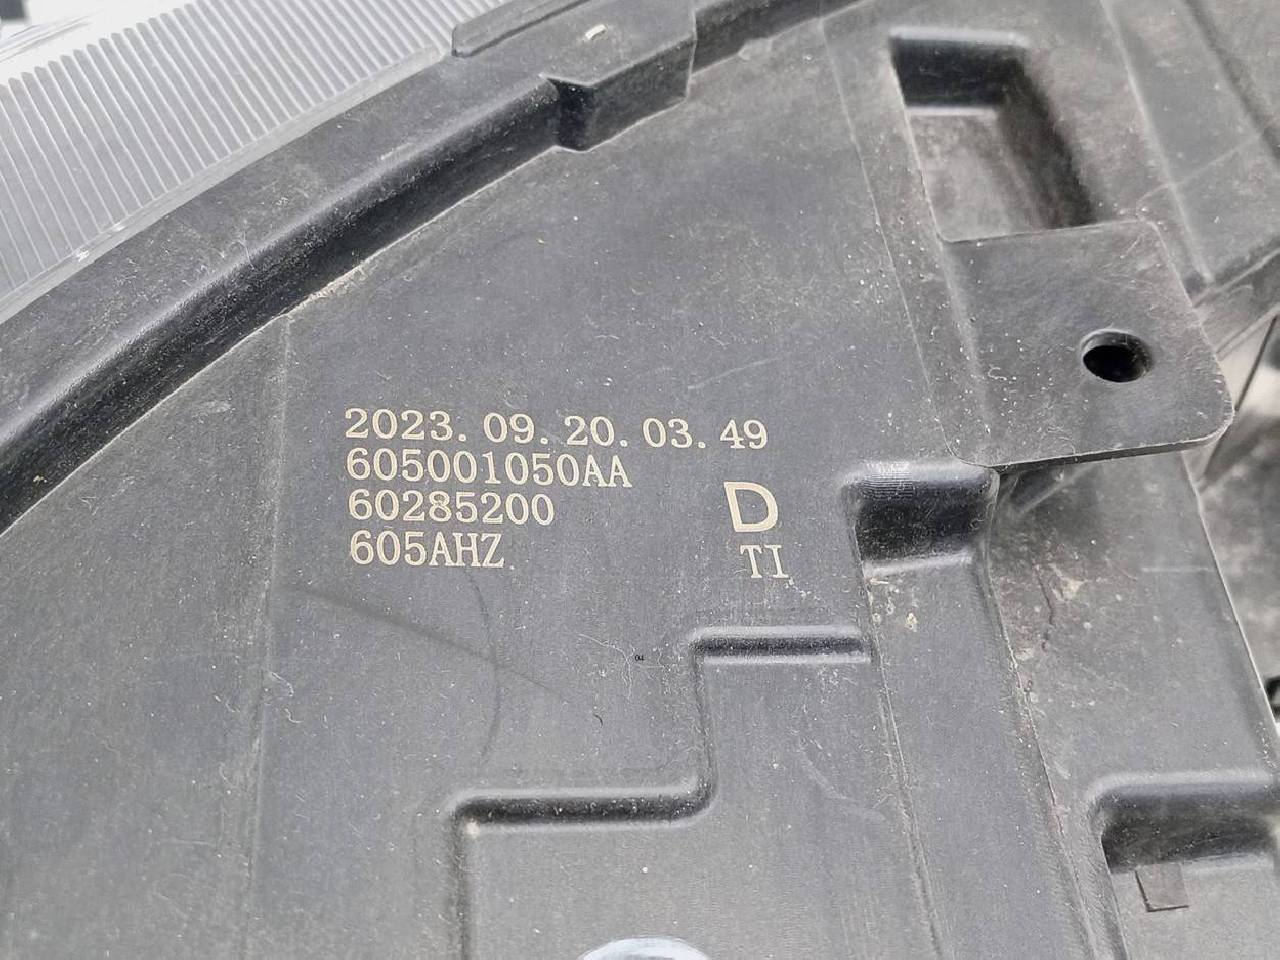 2023. 09. 20. 03. 49
605001050AA
60285200
605AHZ
D
TI